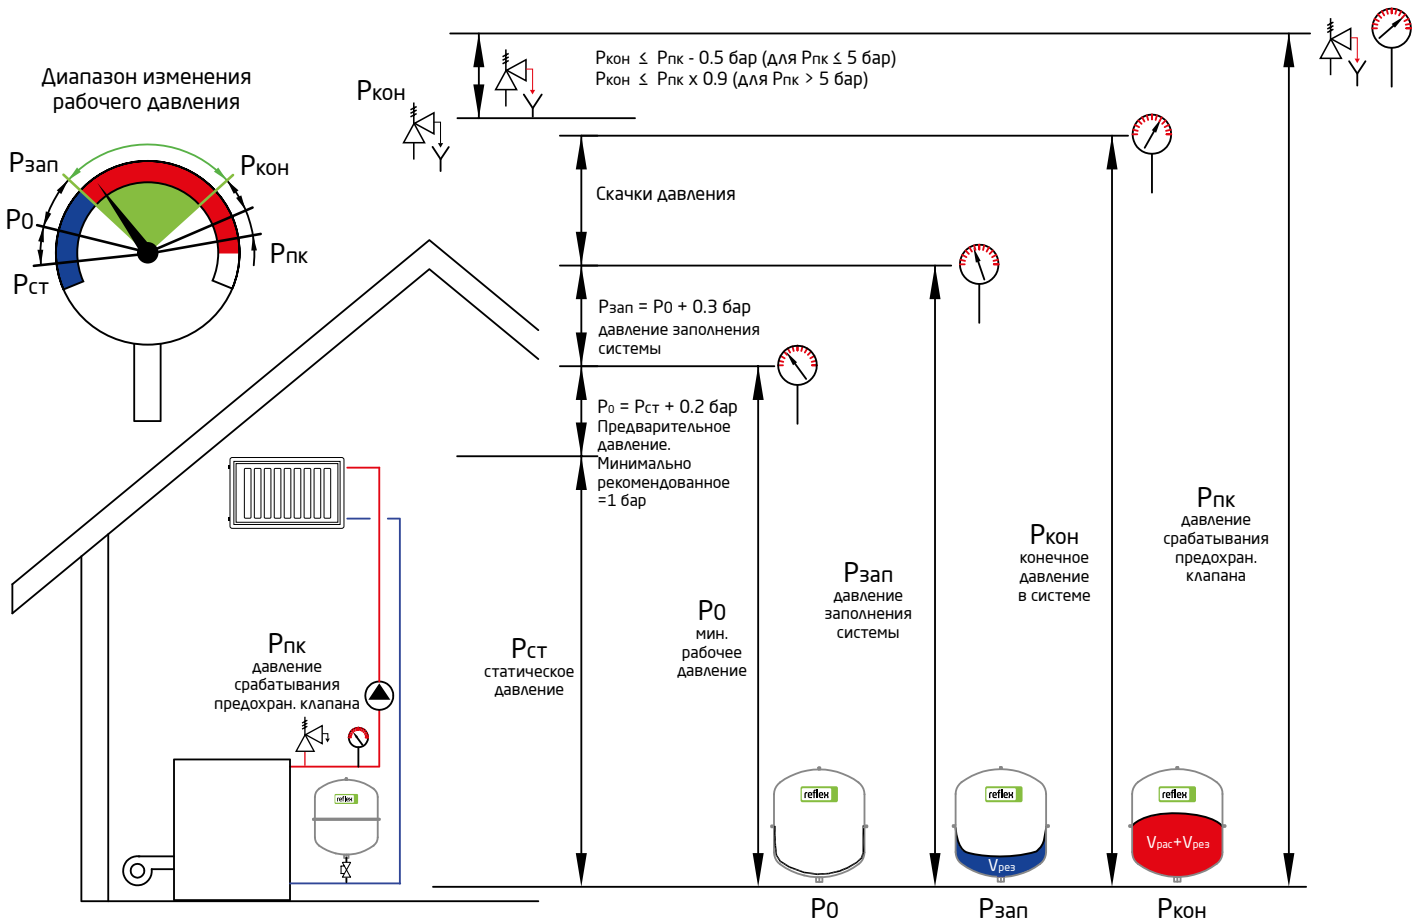 Диапазон изменения
рабочего давления
Pзап
Pкон
P0
Pпк
Pст
Pкон
Pкон ≤ Pпк - 0.5 бар (для Pпк ≤ 5 бар)
Pкон ≤ Pпк x 0.9 (для Pпк > 5 бар)
Скачки давления
Pзап = P0 + 0.3 бар
давление заполнения
системы
P0 = Pст + 0.2 бар
Предварительное
давление.
Минимально
рекомендованное
=1 бар
Pпк
давление
срабатывания
предохран. клапана
Pст
статическое
давление
P0
мин.
рабочее
давление
Pзап
давление
заполнения
системы
Pкон
конечное
давление
в системе
Pпк
давление
срабатывания
предохран.
клапана
reflex
reflex
reflex
Vрез
reflex
Vрас+Vрез
P0
Pзап
Pкон